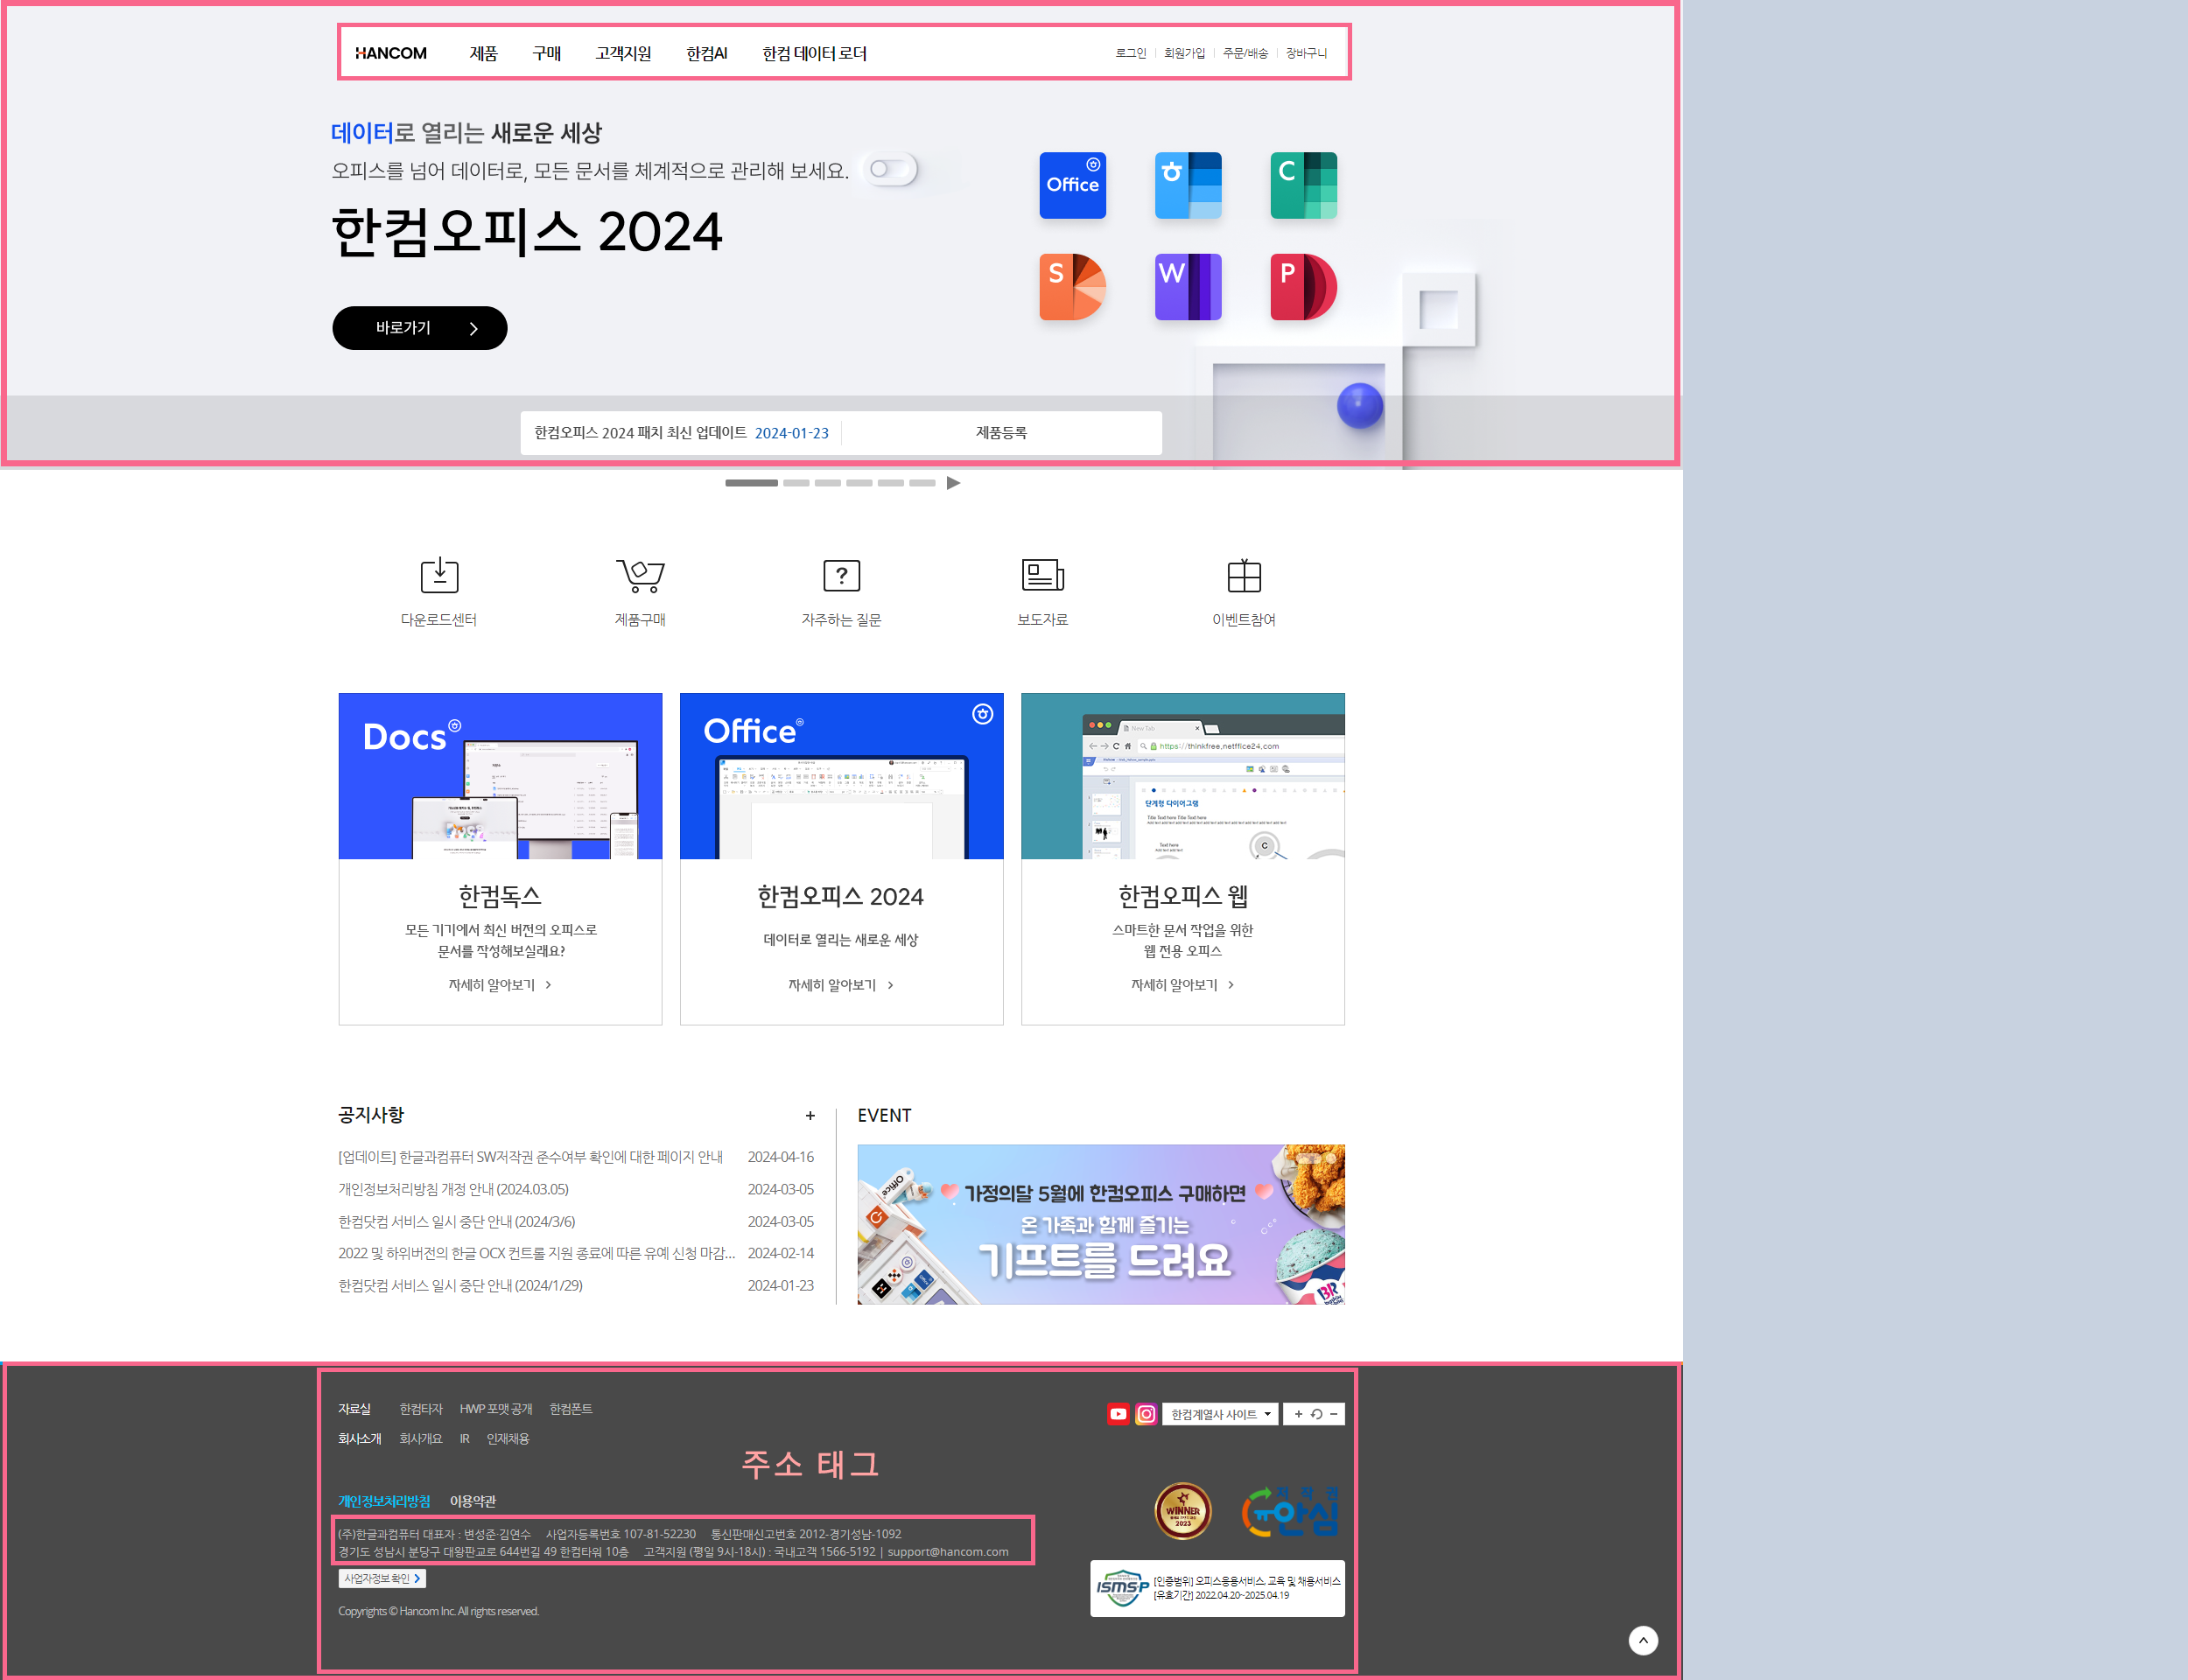 HANCOM 제품 구매 고객지원 한컴AI 한컴 데이터 로더 로그인 회원가입 주문/배송 장바구니
데이터로 열리는 새로운 세상
오피스를 넘어 데이터로, 모든 문서를 체계적으로 관리해 보세요.
한컴오피스 2024
바로가기
Office ㅎ C
S W P
한컴오피스 2024 패치 최신 업데이트 2024-01-23 제품등록
다운로드센터 제품구매 자주하는 질문 보도자료 이벤트참여
Docs
Office
NewTab
https://thinkfree.netffice24.com
단계형 다이어그램
Title Text here Title Text here
Text here
C
한컴독스
모든 기기에서 최신 버전의 오피스로
문서를 작성해보실래요?
자세히 알아보기
한컴오피스 2024
데이터로 열리는 새로운 세상
자세히 알아보기
한컴오피스 웹
스마트한 문서 작업을 위한
웹 전용 오피스
자세히 알아보기
공지사항 +
[업데이트] 한글과컴퓨터 SW저작권 준수여부 확인에 대한 페이지 안내 2024-04-16
개인정보처리방침 개정 안내 (2024.03.05) 2024-03-05
한컴닷컴 서비스 일시 중단 안내 (2024/3/6) 2024-03-05
2022 및 하위버전의 한글 OCX 컨트롤 지원 종료에 따른 유예 신청 마감... 2024-02-14
한컴닷컴 서비스 일시 중단 안내 (2024/1/29) 2024-01-23
EVENT
가정의달 5월에 한컴오피스 구매하면
온 가족과 함께 즐기는
기프트를 드려요
Office
BR
자료실 한컴타자 HWP 포맷 공개 한컴폰트
회사소개 회사개요 IR 인재채용
한컴계열사 사이트
주소 태그
개인정보처리방침 이용약관
(주)한글과컴퓨터 대표자 : 변성준·김연수 사업자등록번호 107-81-52230 통신판매신고번호 2012-경기성남-1092
경기도 성남시 분당구 대왕판교로 644번길 49 한컴타워 10층 고객지원 (평일 9시-18시) : 국내고객 1566-5192 | support@hancom.com
사업자정보 확인
Copyrights © Hancom Inc. All rights reserved.
WINNER
2023
저작권
안심
ISMS-P
[인증범위] 오피스응용서비스, 교육 및 채용서비스
[유효기간] 2022.04.20~2025.04.19